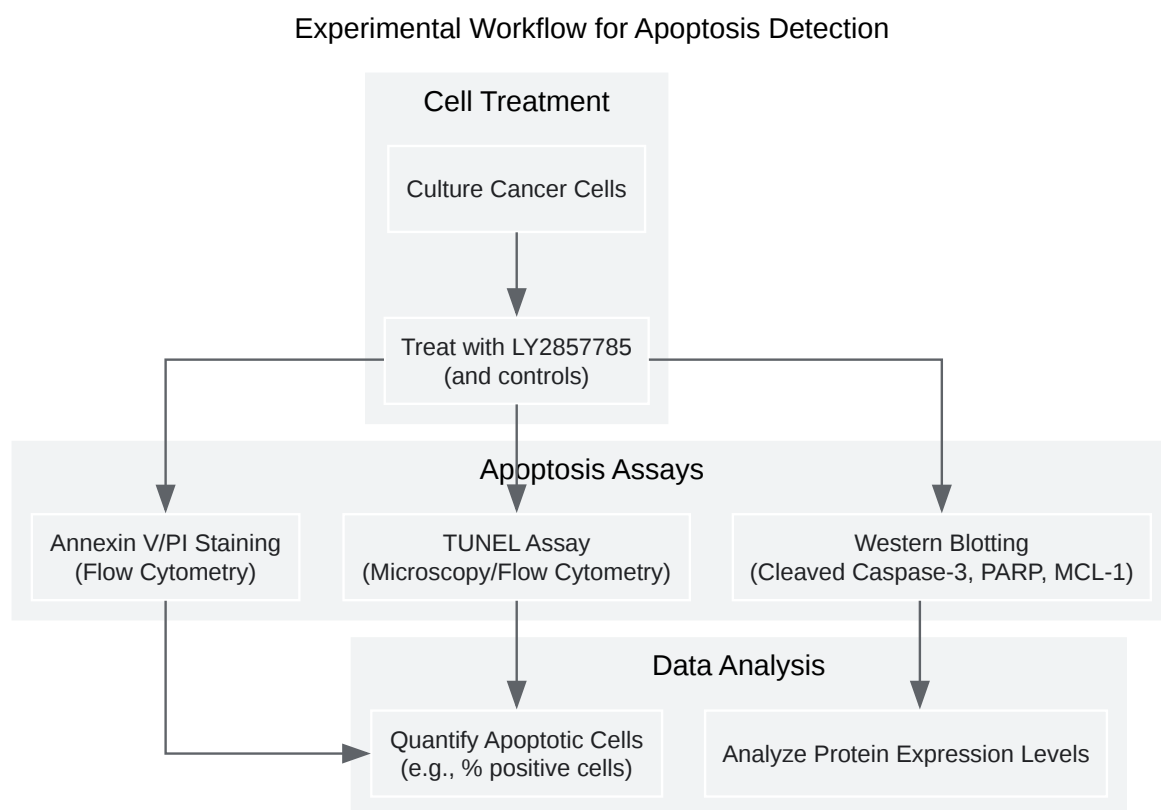 Experimental Workflow for Apoptosis Detection
Cell Treatment
Culture Cancer Cells
Treat with LY2857785
(and controls)
Apoptosis Assays
Annexin V/PI Staining
(Flow Cytometry)
TUNEL Assay
(Microscopy/Flow Cytometry)
Western Blotting
(Cleaved Caspase-3, PARP, MCL-1)
Data Analysis
Quantify Apoptotic Cells
(e.g., % positive cells)
Analyze Protein Expression Levels